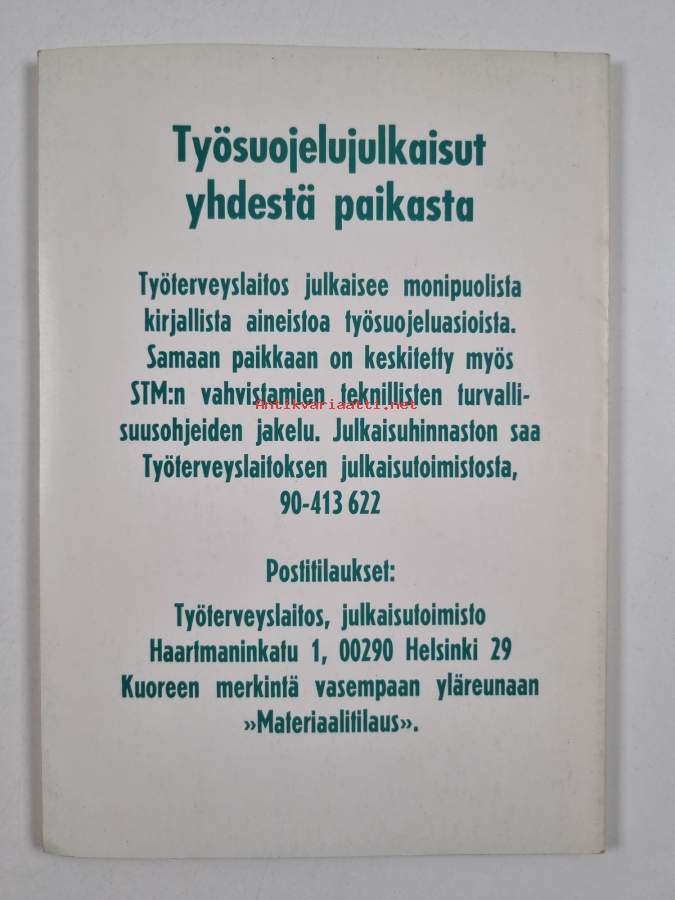 Työsuojelujulkaisut
yhdestä paikasta
Työterveyslaitos julkaisee monipuolista
kirjallista aineistoa työsuojeluasioista.
Samaan paikkaan on keskitetty myös
STM:n vahvistamien teknillisten turvalli-
Antikvariaatti.net
suusohjeiden jakelu. Julkaisuhinnaston saa
Työterveyslaitoksen julkaisutoimistosta,
90-413 622
Postitilaukset:
Työterveyslaitos, julkaisutoimisto
Haartmaninkatu 1, 00290 Helsinki 29
Kuoreen merkintä vasempaan yläreunaan
»Materiaalitilaus».